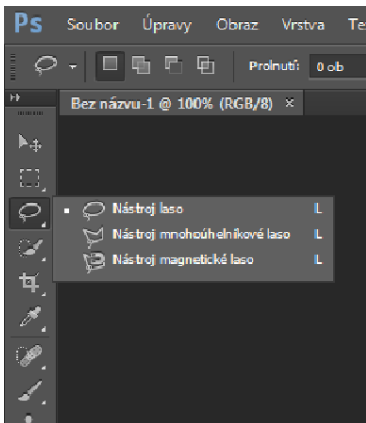 Ps Soubor Úpravy Obraz Vrstva Te
Prolnutí: 0 ob
Bez názvu-1 @ 100% (RGB/8) ×
Nástroj laso L
Nástroj mnohoúhelníkové laso L
Nástroj magnetické laso L